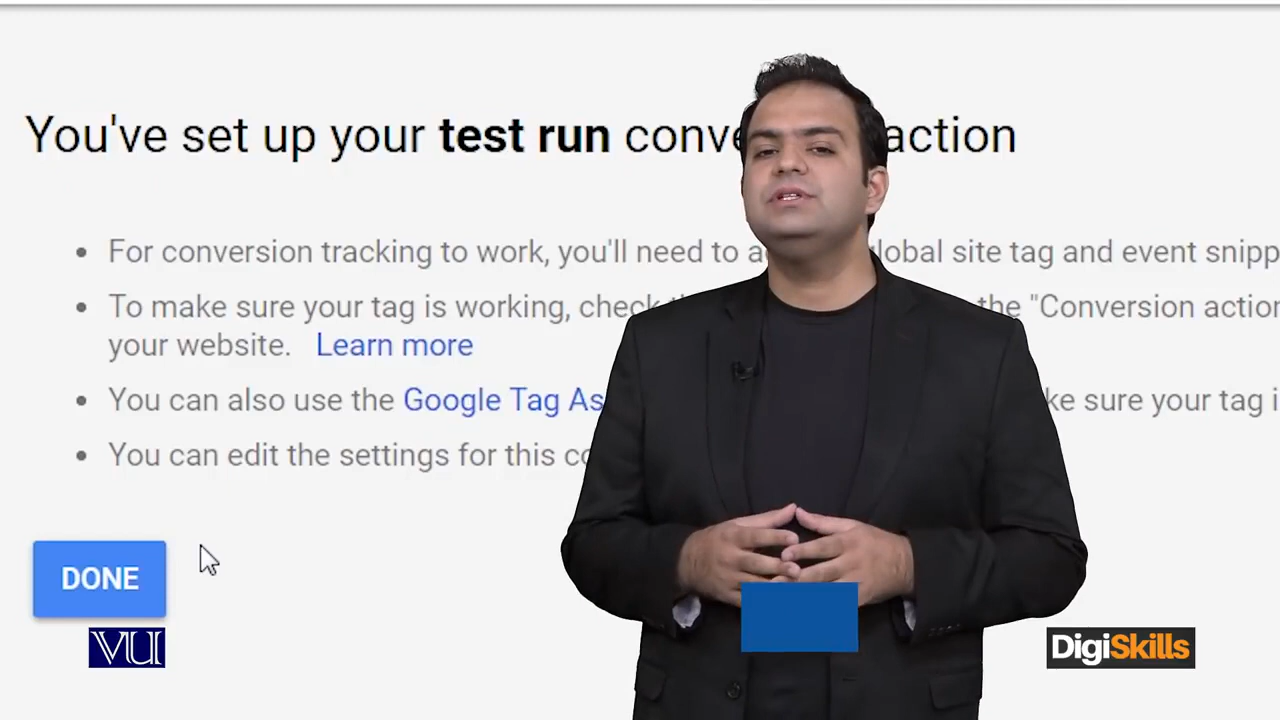 You've set up your test run conve action
For conversion tracking to work, you'll need to a lobal site tag and event snipp
To make sure your tag is working, check the "Conversion action
your website. Learn more
You can also use the Google Tag As ke sure your tag i
You can edit the settings for this co
DONE
VU
DigiSkills